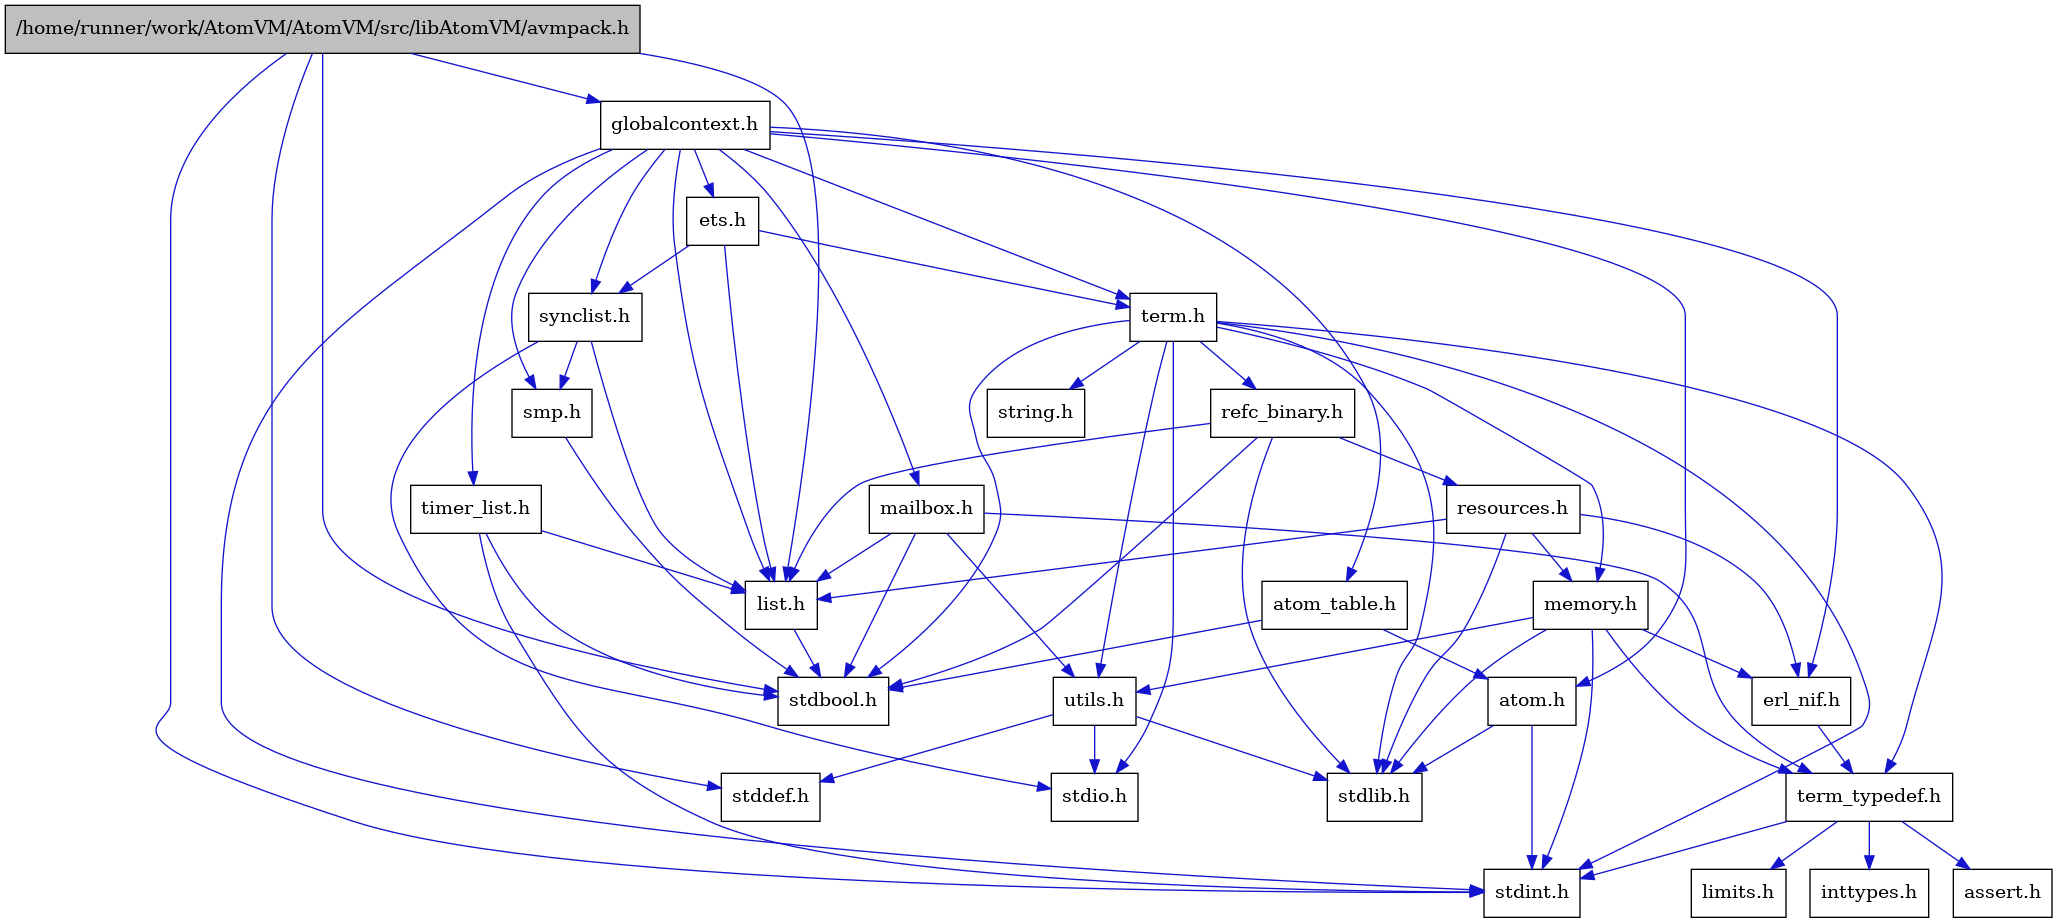 /home/runner/work/AtomVM/AtomVM/src/libAtomVM/avmpack.h
globalcontext.h
ets.h
synclist.h
term.h
smp.h
string.h
refc_binary.h
timer_list.h
mailbox.h
resources.h
list.h
atom_table.h
memory.h
stdbool.h
utils.h
atom.h
erl_nif.h
stddef.h
stdio.h
stdlib.h
term_typedef.h
stdint.h
limits.h
inttypes.h
assert.h